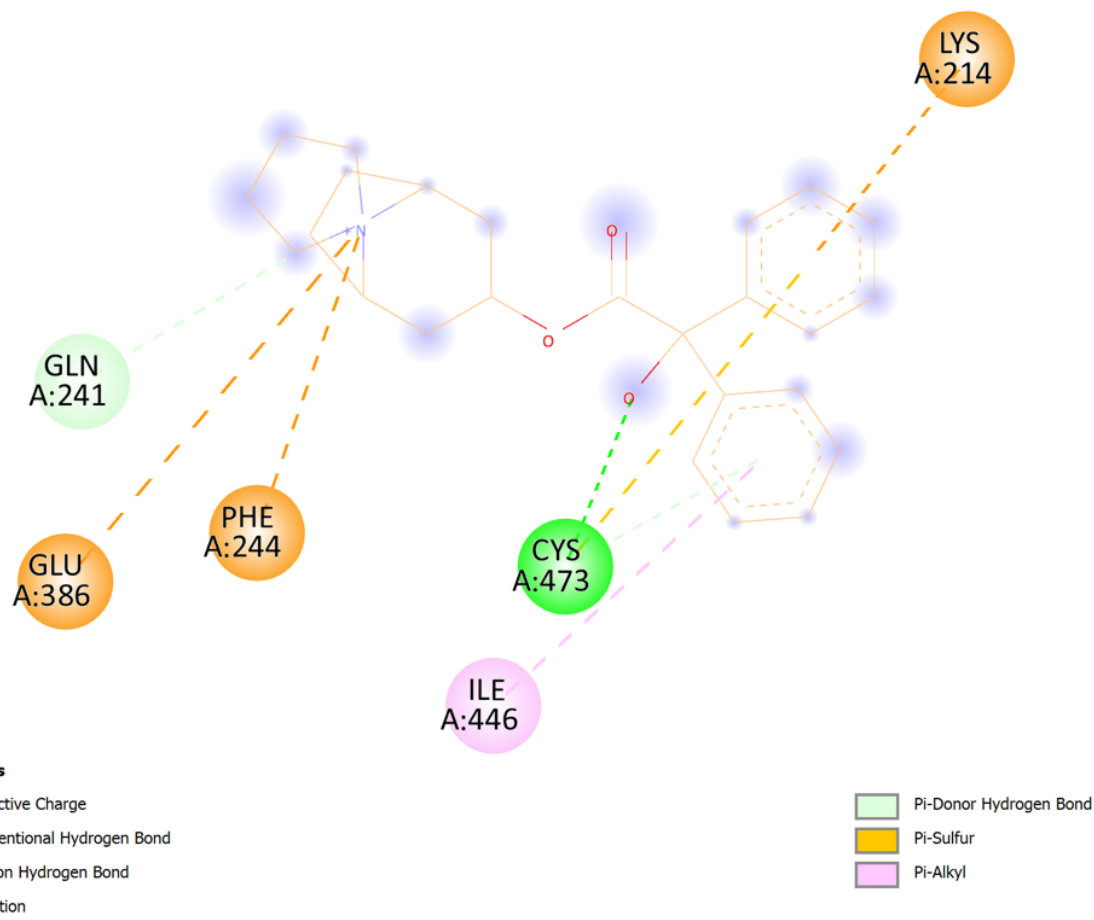 LYS
A:214
O
+N
O
O
GLN
A:241
PHE
A:244
CYS
A:473
GLU
A:386
ILE
A:446
s
ctive Charge
entional Hydrogen Bond
on Hydrogen Bond
tion
Pi-Donor Hydrogen Bond
Pi-Sulfur
Pi-Alkyl